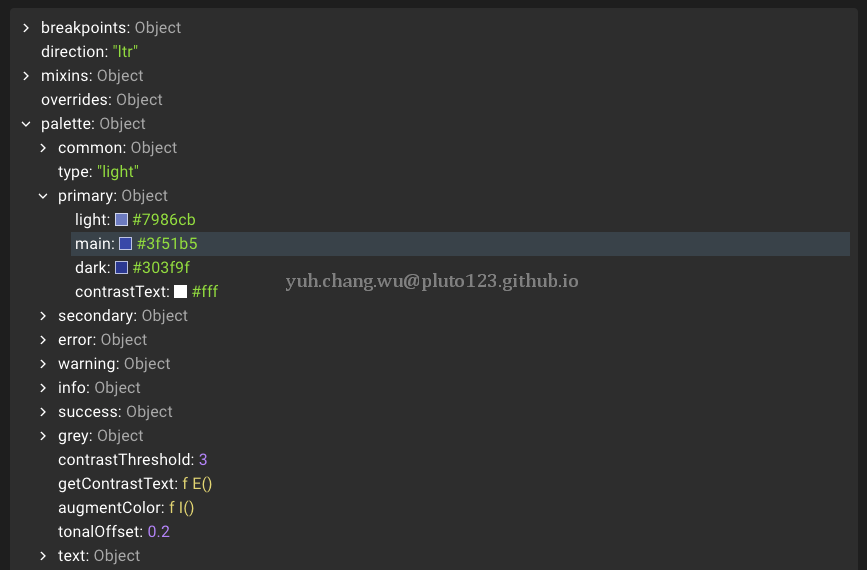 breakpoints: Object
direction: "ltr"
mixins: Object
overrides: Object
palette: Object
common: Object
type: "light"
primary: Object
light: #7986cb
main: #3f51b5
dark: #303f9f
yuh.chang.wu@pluto123.github.io
contrastText: #fff
secondary: Object
error: Object
warning: Object
info: Object
success: Object
grey: Object
contrastThreshold: 3
getContrastText: f E()
augmentColor: f I()
tonalOffset: 0.2
text: Object